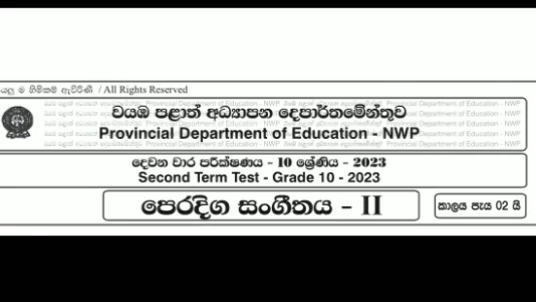 සියලු ම හිමිකම් ඇවිරිණි / All Rights Reserved
වයඹ පළාත් අධ්‍යාපන දෙපාර්තමේන්තුව
Provincial Department of Education - NWP
දෙවන වාර පරීක්ෂණය - 10 ශ්‍රේණිය - 2023
Second Term Test - Grade 10 - 2023
පෙරදිග සංගීතය - II
කාලය පැය 02 යි